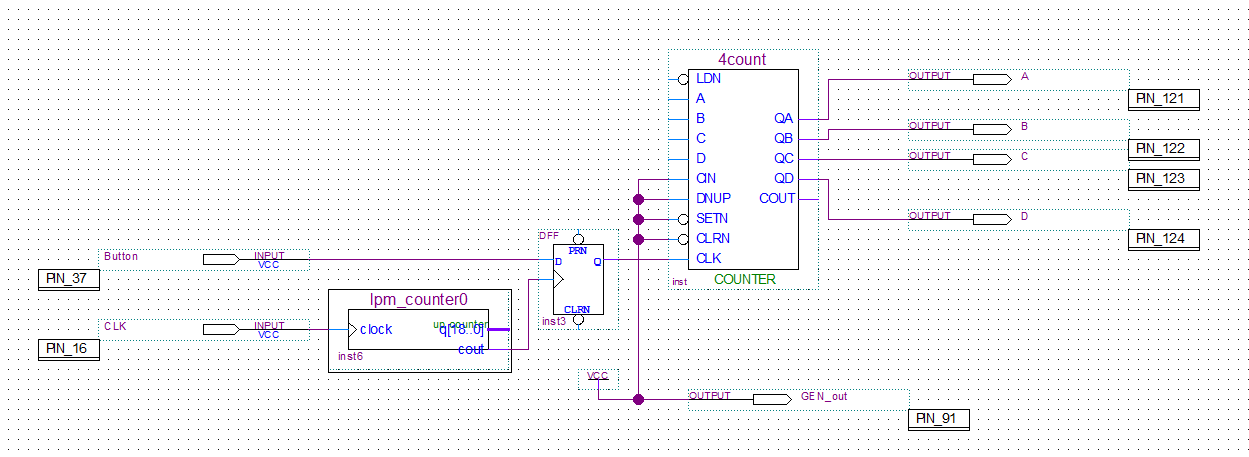 4count
LDN
A
B
C
D
CIN
DNUP
SETN
CLRN
CLK
QA
QB
QC
QD
COUT
inst
COUNTER
OUTPUT
A
PIN_121
OUTPUT
B
PIN_122
OUTPUT
C
PIN_123
OUTPUT
D
PIN_124
DFF
PRN
D
Q
CLRN
inst3
Button
INPUT
VCC
PIN_37
lpm_counter0
up counter
clock
q[18..0]
cout
inst6
CLK
INPUT
VCC
PIN_16
VCC
OUTPUT
GEN_out
PIN_91